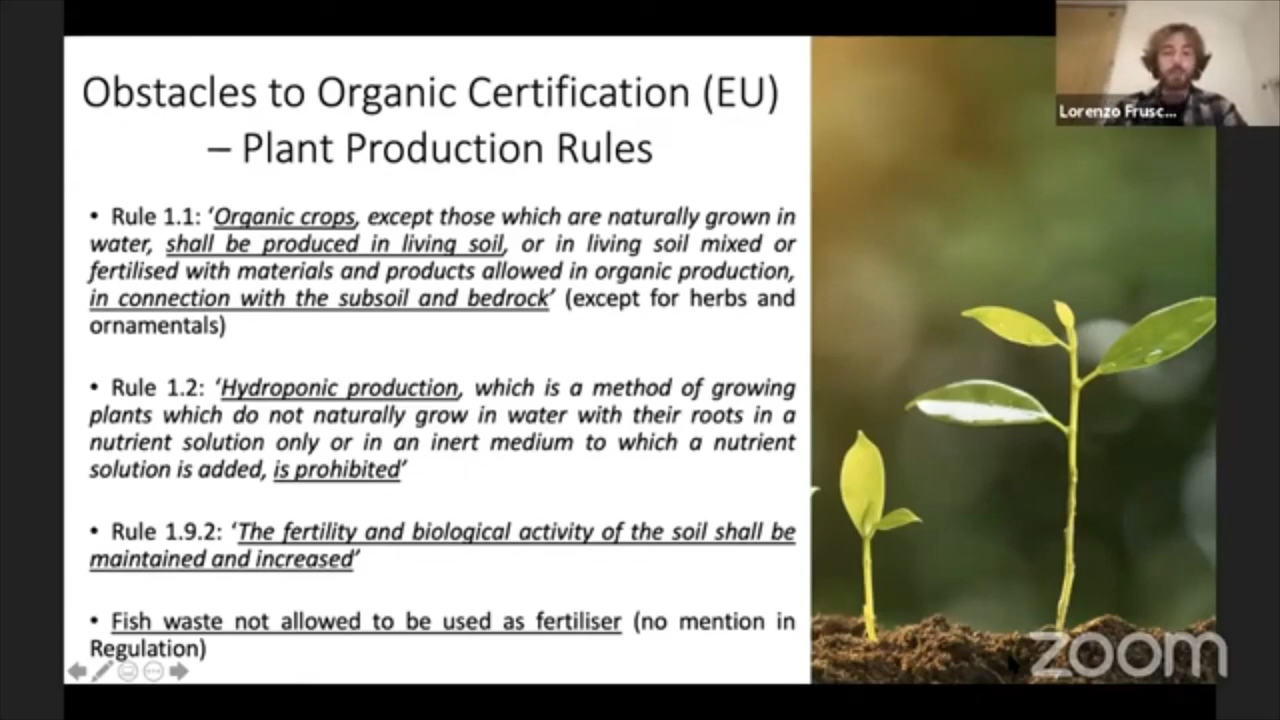 Obstacles to Organic Certification (EU)
– Plant Production Rules
• Rule 1.1: ‘Organic crops, except those which are naturally grown in
water, shall be produced in living soil, or in living soil mixed or
fertilised with materials and products allowed in organic production,
in connection with the subsoil and bedrock’ (except for herbs and
ornamentals)
• Rule 1.2: ‘Hydroponic production, which is a method of growing
plants which do not naturally grow in water with their roots in a
nutrient solution only or in an inert medium to which a nutrient
solution is added, is prohibited’
• Rule 1.9.2: ‘The fertility and biological activity of the soil shall be
maintained and increased’
• Fish waste not allowed to be used as fertiliser (no mention in
Regulation)
Lorenzo Frusc...
zoom